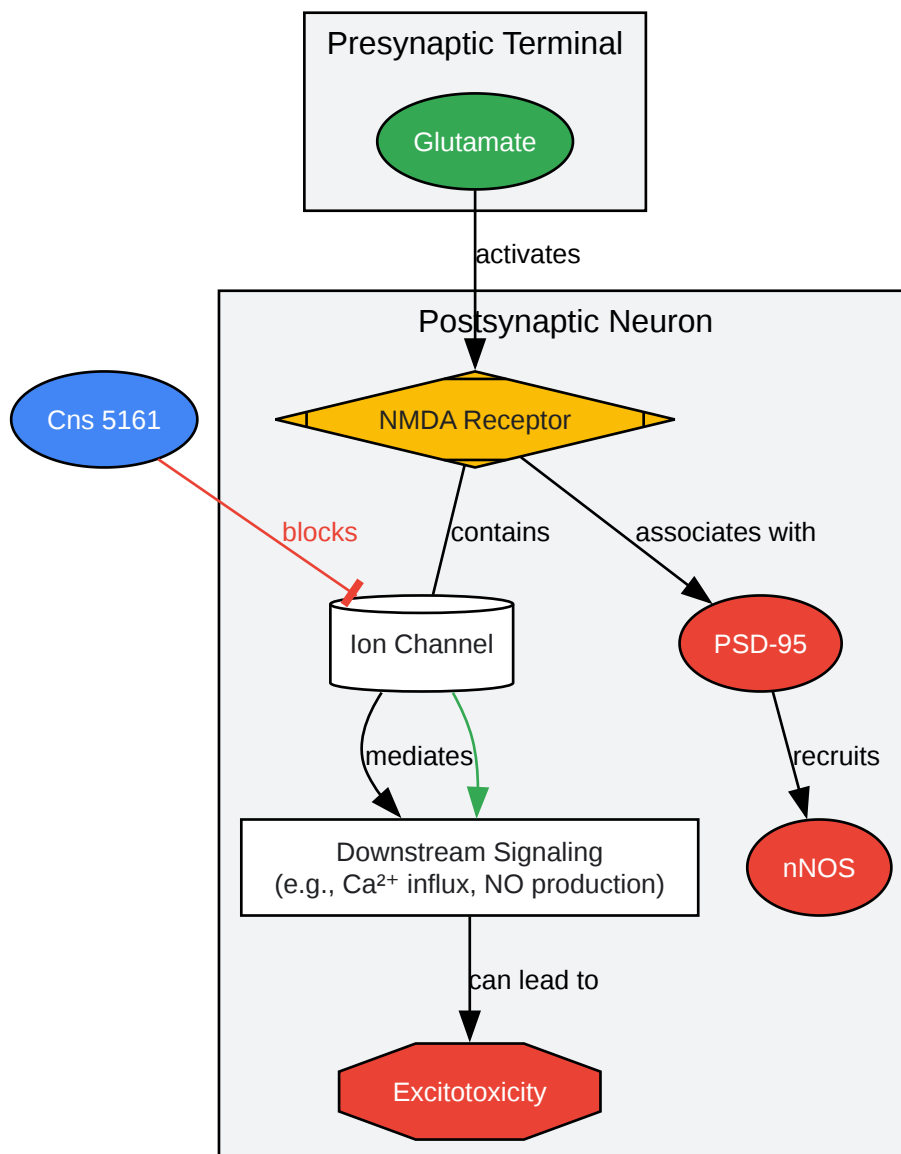 Presynaptic Terminal
Glutamate
activates
Postsynaptic Neuron
Cns 5161
NMDA Receptor
blocks
contains
associates with
Ion Channel
PSD-95
mediates
recruits
Downstream Signaling
(e.g., Ca²⁺ influx, NO production)
nNOS
can lead to
Excitotoxicity